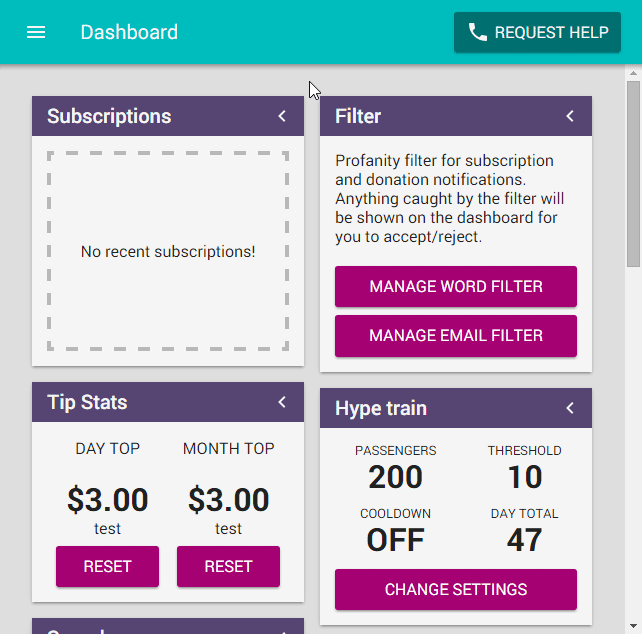 Dashboard
REQUEST HELP
Subscriptions
No recent subscriptions!
Filter
Profanity filter for subscription
and donation notifications.
Anything caught by the filter will
be shown on the dashboard for
you to accept/reject.
MANAGE WORD FILTER
MANAGE EMAIL FILTER
Tip Stats
DAY TOP MONTH TOP
$3.00 $3.00
test test
RESET RESET
Hype train
PASSENGERS THRESHOLD
200 10
COOLDOWN DAY TOTAL
OFF 47
CHANGE SETTINGS